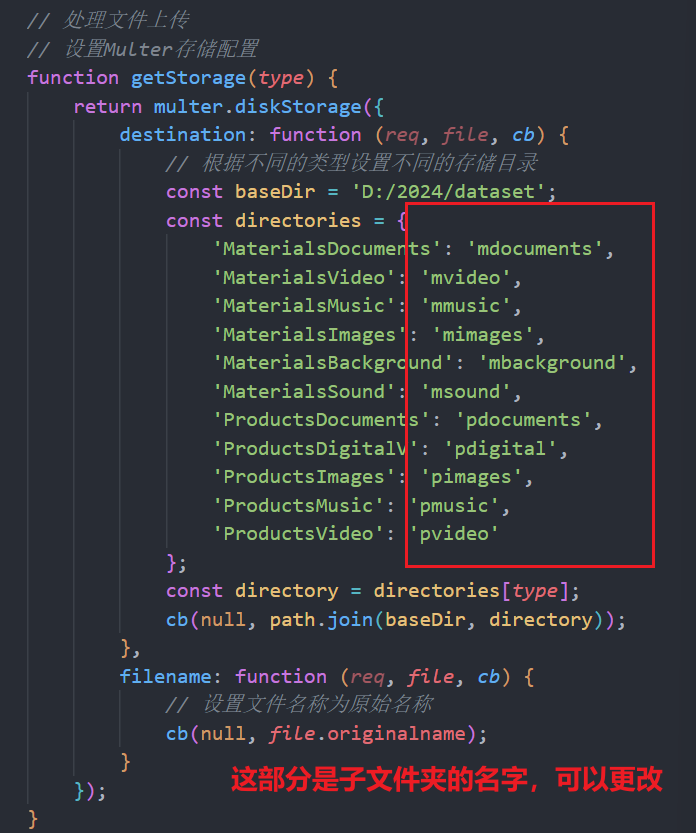 // 处理文件上传
// 设置Multer存储配置
function getStorage(type) {
    return multer.diskStorage({
        destination: function (req, file, cb) {
            // 根据不同的类型设置不同的存储目录
            const baseDir = 'D:/2024/dataset';
            const directories = {
                'MaterialsDocuments': 'mdocuments',
                'MaterialsVideo': 'mvideo',
                'MaterialsMusic': 'mmusic',
                'MaterialsImages': 'mimages',
                'MaterialsBackground': 'mbackground',
                'MaterialsSound': 'msound',
                'ProductsDocuments': 'pdocuments',
                'ProductsDigitalV': 'pdigital',
                'ProductsImages': 'pimages',
                'ProductsMusic': 'pmusic',
                'ProductsVideo': 'pvideo'
            };
            const directory = directories[type];
            cb(null, path.join(baseDir, directory));
        },
        filename: function (req, file, cb) {
            // 设置文件名称为原始名称
            cb(null, file.originalname);
        }
这部分是子文件夹的名字，可以更改
    });
}